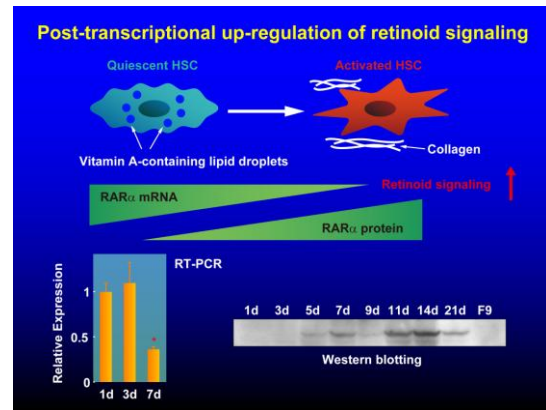 Post-transcriptional up-regulation of retinoid signaling
Quiescent HSC
Activated HSC
Vitamin A-containing lipid droplets
Collagen
Retinoid signaling
RARα mRNA
RARα protein
RT-PCR
Relative Expression
1
0.5
0
*
1d 3d 7d
1d 3d 5d 7d 9d 11d 14d 21d F9
Western blotting